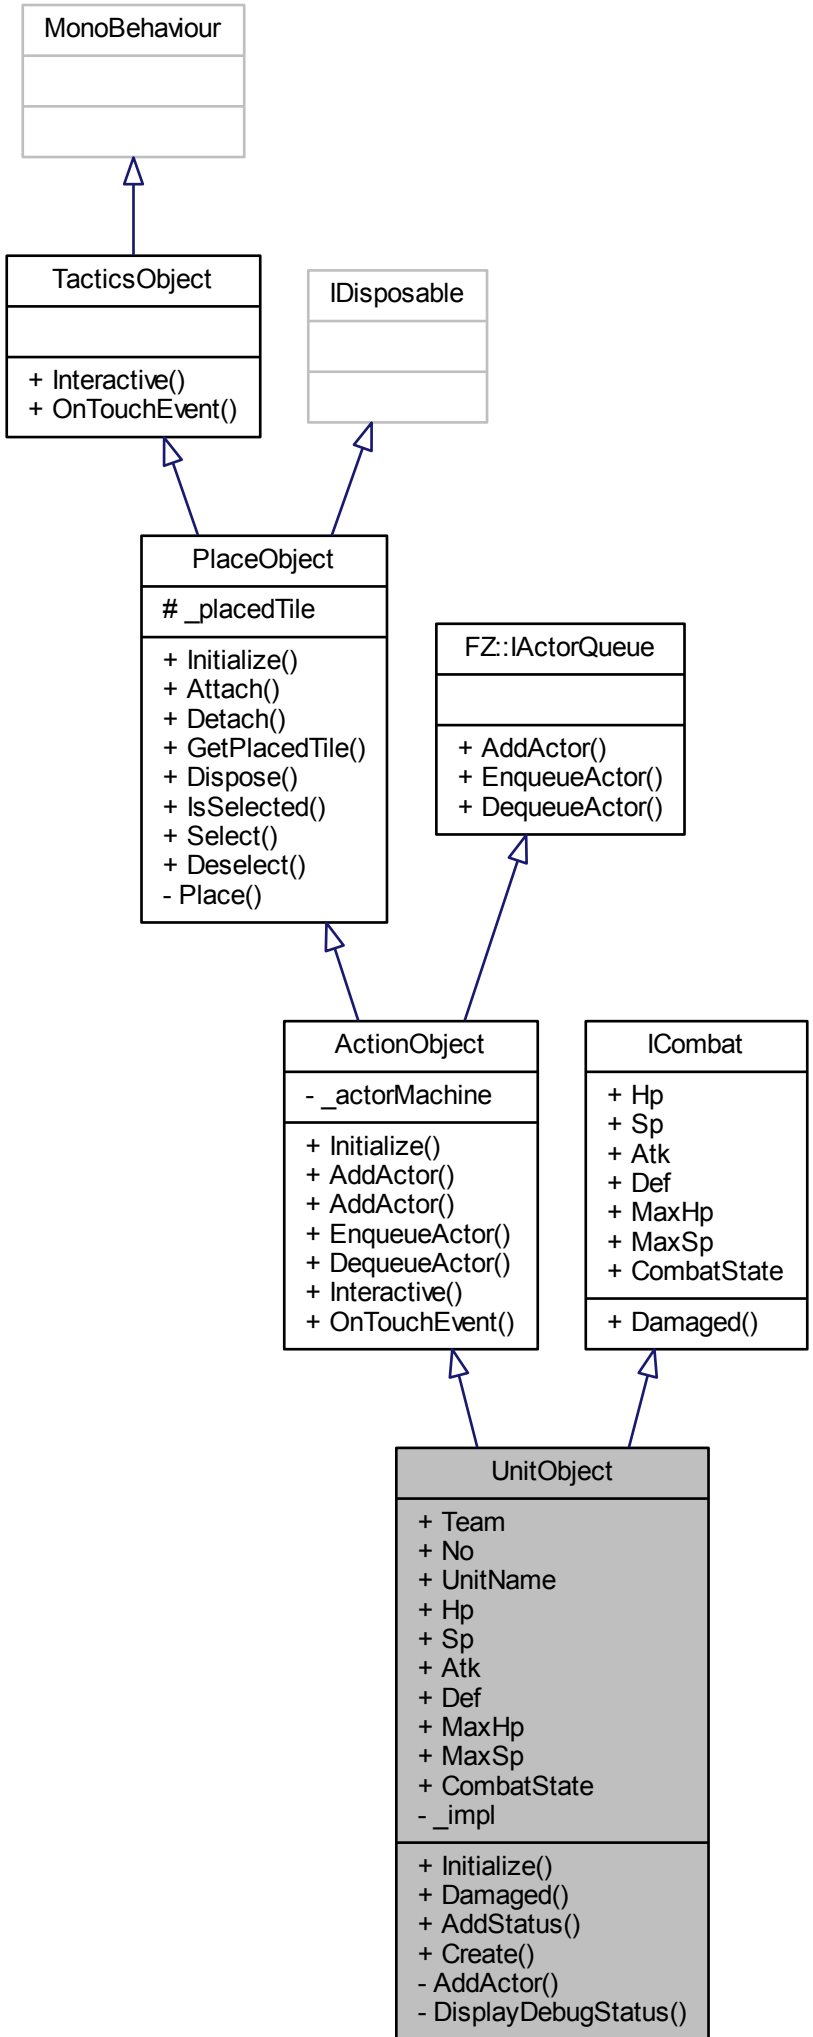 MonoBehaviour
TacticsObject
+ Interactive()
+ OnTouchEvent()
IDisposable
PlaceObject
# _placedTile
+ Initialize()
+ Attach()
+ Detach()
+ GetPlacedTile()
+ Dispose()
+ IsSelected()
+ Select()
+ Deselect()
- Place()
FZ::IActorQueue
+ AddActor()
+ EnqueueActor()
+ DequeueActor()
ActionObject
- _actorMachine
+ Initialize()
+ AddActor()
+ AddActor()
+ EnqueueActor()
+ DequeueActor()
+ Interactive()
+ OnTouchEvent()
ICombat
+ Hp
+ Sp
+ Atk
+ Def
+ MaxHp
+ MaxSp
+ CombatState
+ Damaged()
UnitObject
+ Team
+ No
+ UnitName
+ Hp
+ Sp
+ Atk
+ Def
+ MaxHp
+ MaxSp
+ CombatState
- _impl
+ Initialize()
+ Damaged()
+ AddStatus()
+ Create()
- AddActor()
- DisplayDebugStatus()